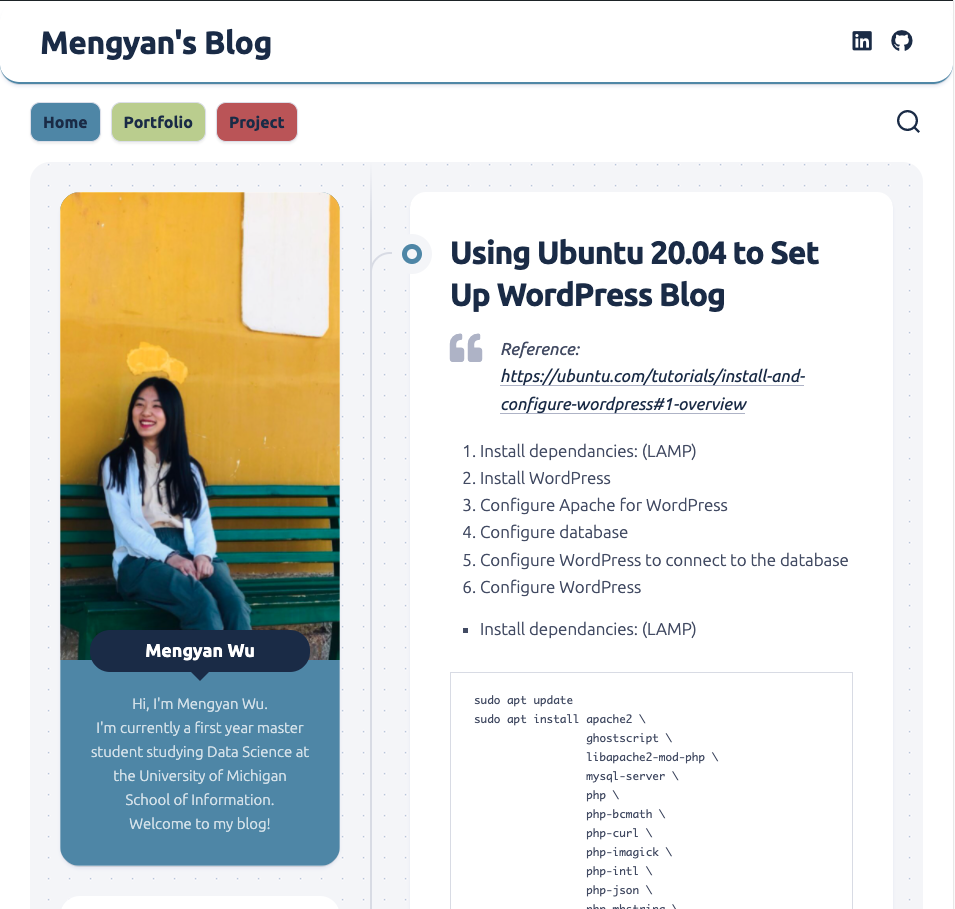 Mengyan's Blog
Home Portfolio Project
Using Ubuntu 20.04 to Set
Up WordPress Blog
Reference:
https://ubuntu.com/tutorials/install-and-
configure-wordpress#1-overview
1. Install dependancies: (LAMP)
2. Install WordPress
3. Configure Apache for WordPress
4. Configure database
5. Configure WordPress to connect to the database
6. Configure WordPress
▪ Install dependancies: (LAMP)
sudo apt update
sudo apt install apache2 \
ghostscript \
libapache2-mod-php \
mysql-server \
php \
php-bcmath \
php-curl \
php-imagick \
php-intl \
php-json \
php-mbstring \
Mengyan Wu
Hi, I'm Mengyan Wu.
I'm currently a first year master
student studying Data Science at
the University of Michigan
School of Information.
Welcome to my blog!